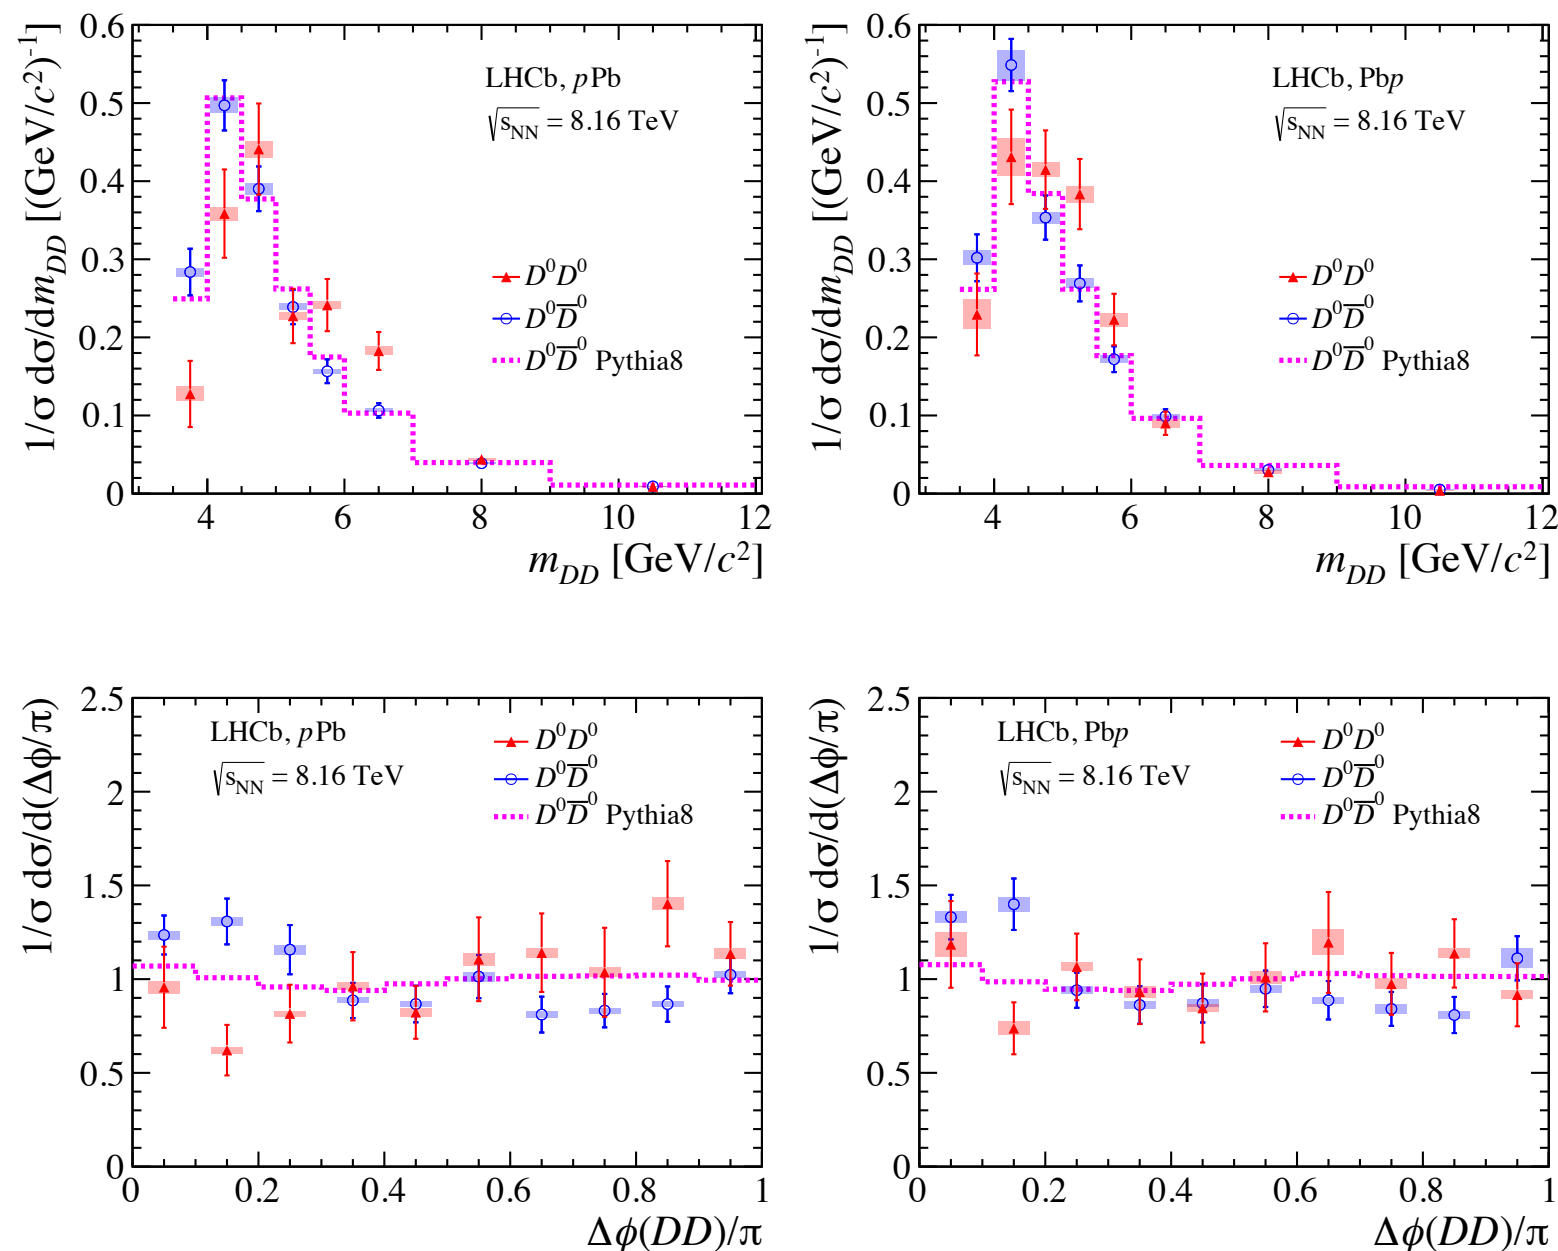 1/σ dσ/dm_DD [(GeV/c²)⁻¹]
0.6
0.5
0.4
0.3
0.2
0.1
0
LHCb, pPb
√s_NN = 8.16 TeV
D⁰D⁰
D⁰D̅⁰
D⁰D̅⁰ Pythia8
4 6 8 10 12
m_DD [GeV/c²]
1/σ dσ/dm_DD [(GeV/c²)⁻¹]
0.6
0.5
0.4
0.3
0.2
0.1
0
LHCb, Pbp
√s_NN = 8.16 TeV
D⁰D⁰
D⁰D̅⁰
D⁰D̅⁰ Pythia8
4 6 8 10 12
m_DD [GeV/c²]
1/σ dσ/d(Δϕ/π)
2.5
2
1.5
1
0.5
0
LHCb, pPb
√s_NN = 8.16 TeV
D⁰D⁰
D⁰D̅⁰
D⁰D̅⁰ Pythia8
0 0.2 0.4 0.6 0.8 1
Δϕ(DD)/π
1/σ dσ/d(Δϕ/π)
2.5
2
1.5
1
0.5
0
LHCb, Pbp
√s_NN = 8.16 TeV
D⁰D⁰
D⁰D̅⁰
D⁰D̅⁰ Pythia8
0 0.2 0.4 0.6 0.8 1
Δϕ(DD)/π